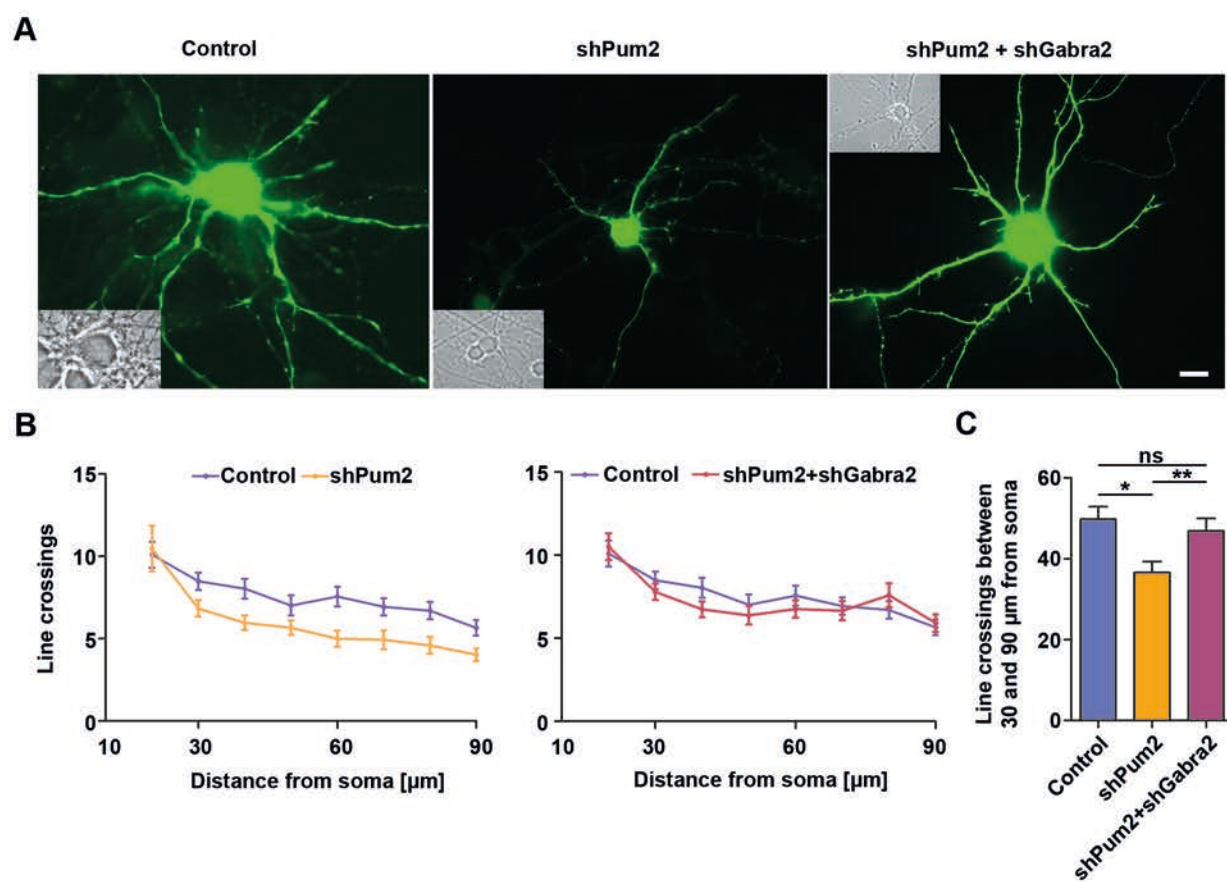 A
Control
shPum2
shPum2 + shGabra2
B
Control
shPum2
Line crossings
15
10
5
0
10
30
60
90
Distance from soma [µm]
Control
shPum2+shGabra2
15
10
5
0
10
30
60
90
Distance from soma [µm]
C
Line crossings between
30 and 90 µm from soma
60
40
20
0
ns
*
**
Control
shPum2
shPum2+shGabra2